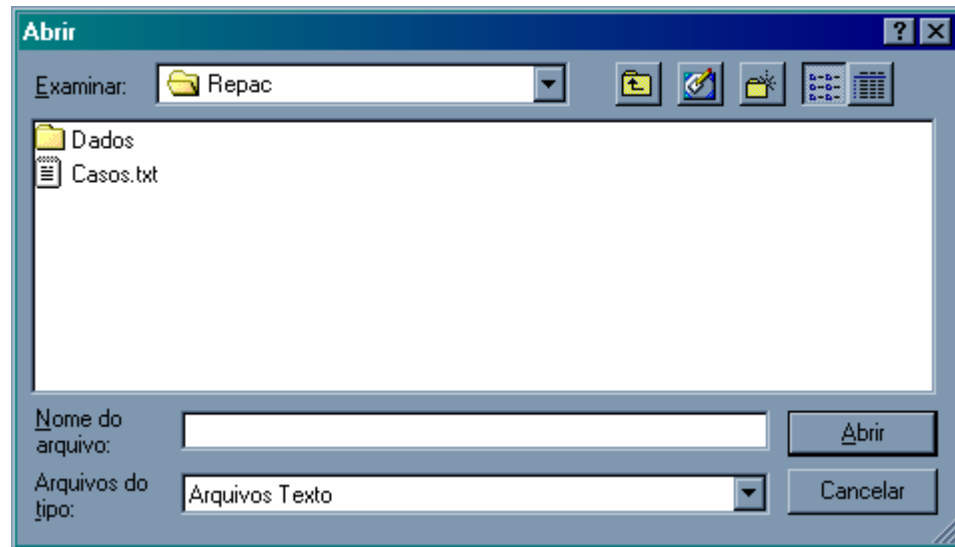 Abrir
Examinar:
Repac
Dados
Casos.txt
Nome do
arquivo:
Abrir
Arquivos do
tipo:
Arquivos Texto
Cancelar